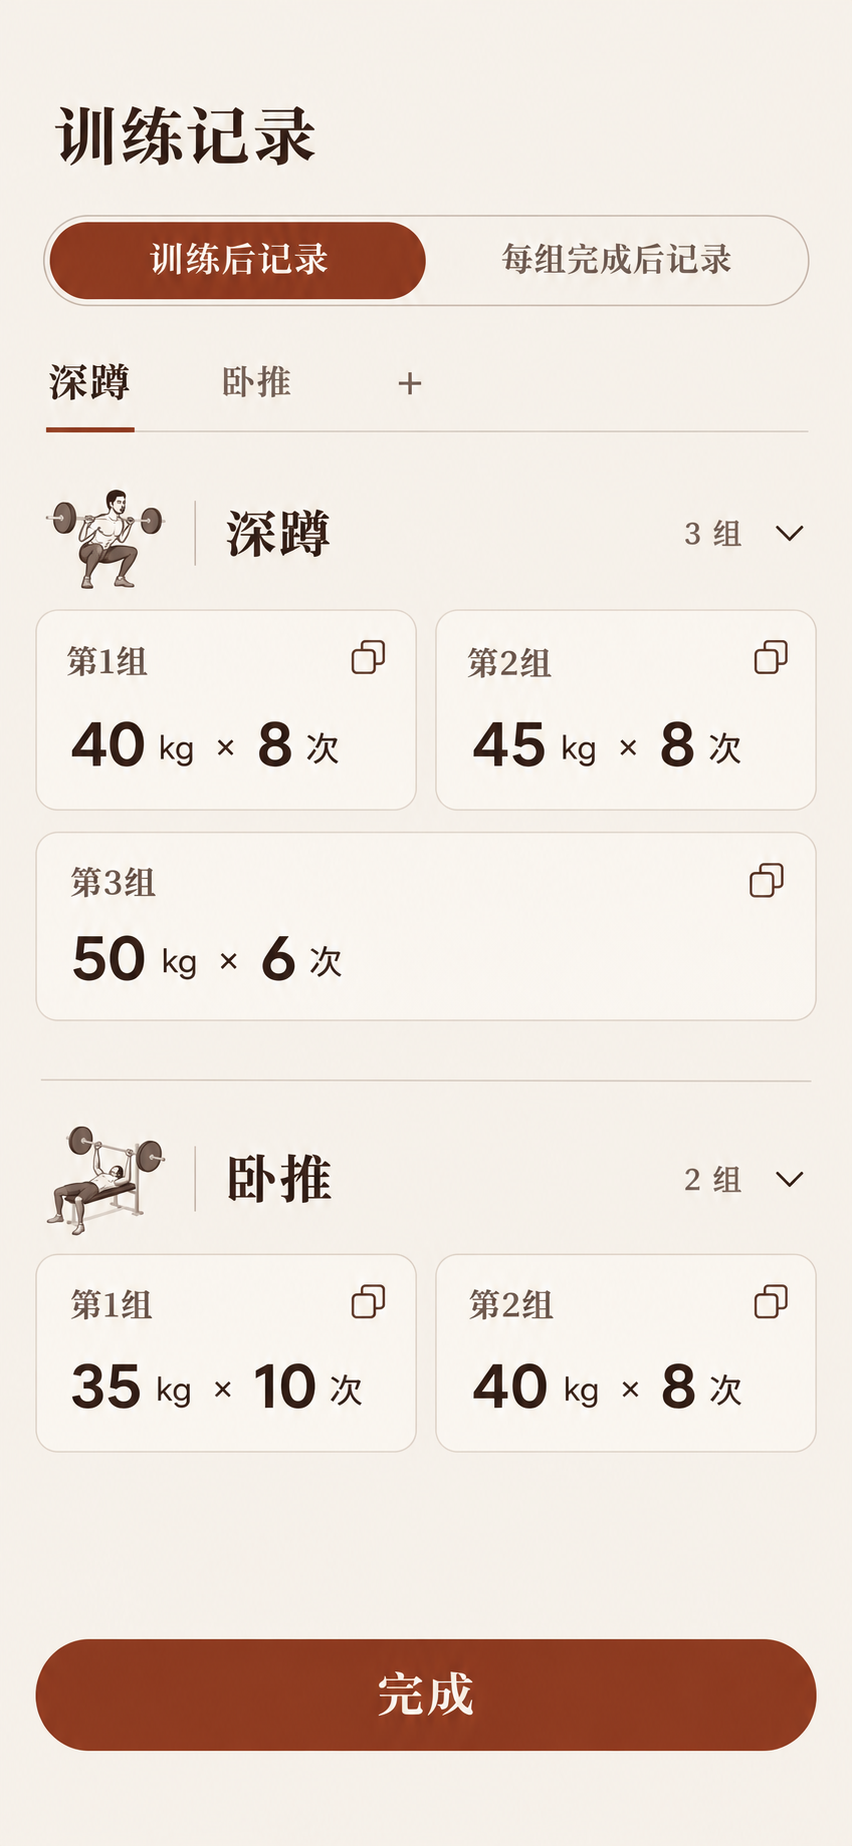 训练记录
训练后记录 每组完成后记录
深蹲 卧推 +
深蹲 3 组
第1组 第2组
40 kg × 8 次 45 kg × 8 次
第3组
50 kg × 6 次
卧推 2 组
第1组 第2组
35 kg × 10 次 40 kg × 8 次
完成